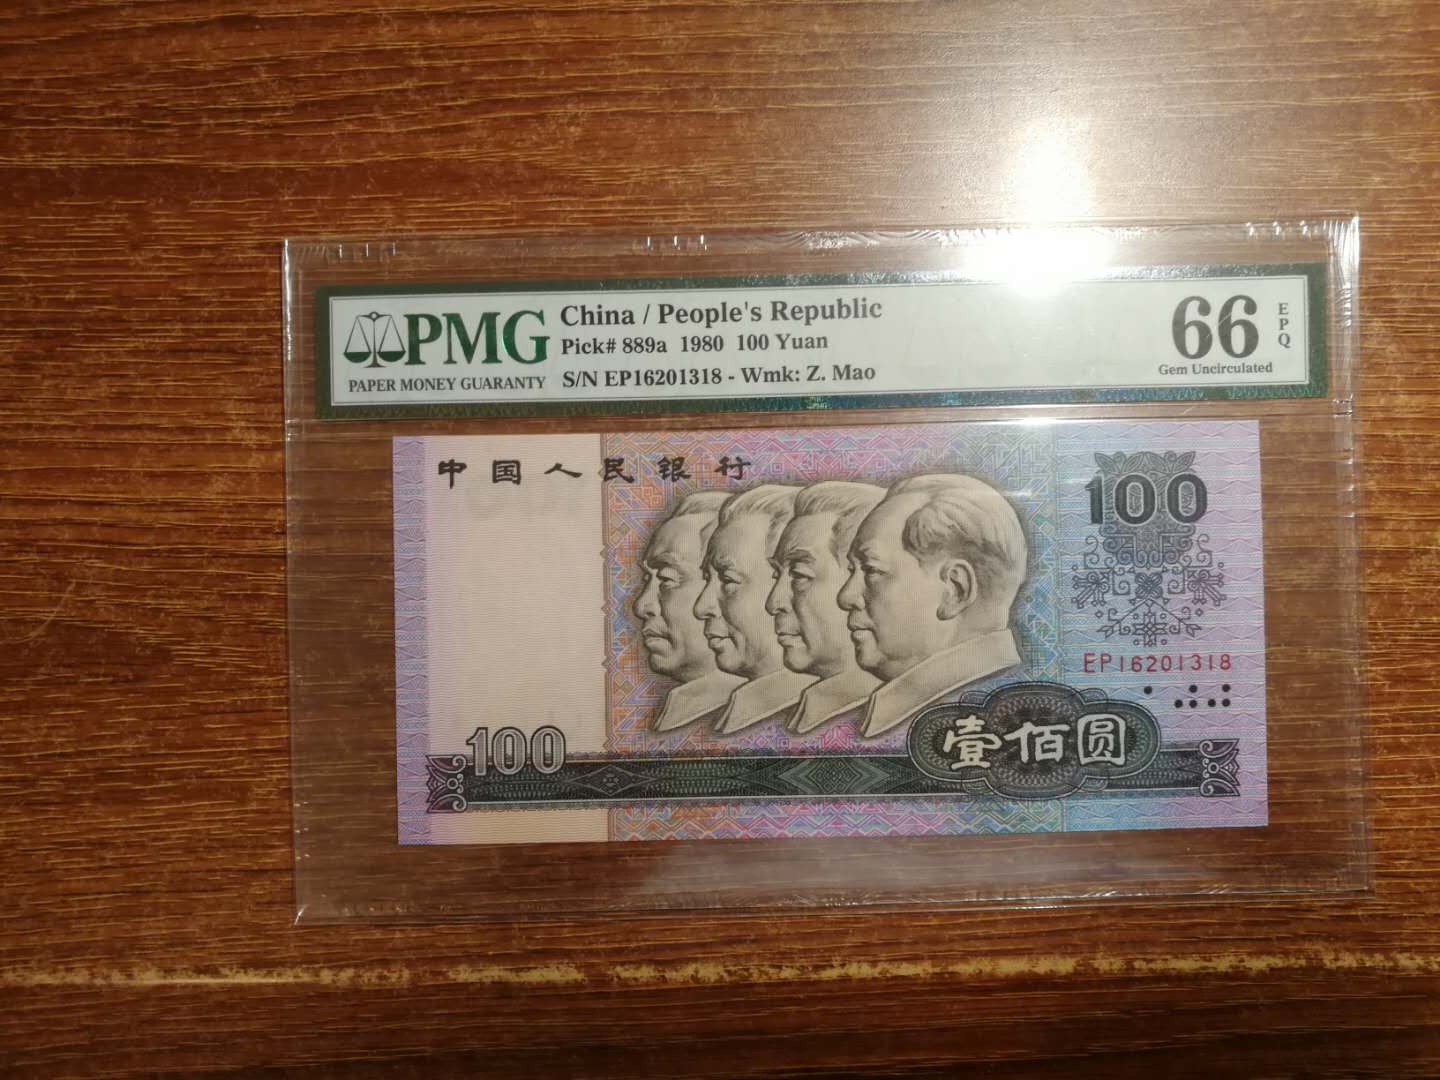 PMG
PAPER MONEY GUARANTY
China / People's Republic
Pick# 889a 1980 100 Yuan
S/N EP16201318 - Wmk: Z. Mao
66
EPQ
Gem Uncirculated
中国人民银行
100
EP16201318
100
壹佰圆